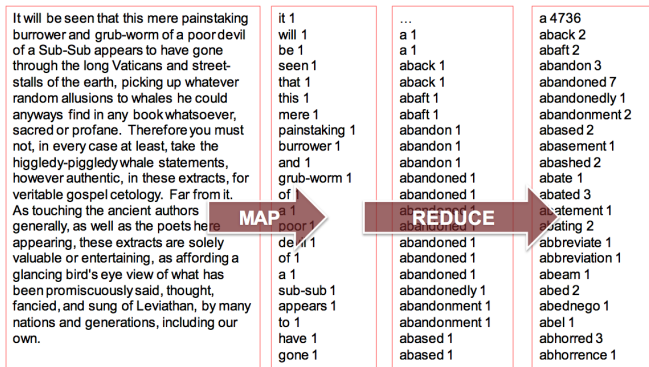 It will be seen that this mere painstaking
burrower and grub-worm of a poor devil
of a Sub-Sub appears to have gone
through the long Vaticans and street-
stalls of the earth, picking up whatever
random allusions to whales he could
anyways find in any book whatsoever,
sacred or profane. Therefore you must
not, in every case at least, take the
higgledy-piggledy whale statements,
however authentic, in these extracts, for
veritable gospel cetology. Far from it.
As touching the ancient authors
generally, as well as the poets here
appearing, these extracts are solely
valuable or entertaining, as affording a
glancing bird's eye view of what has
been promiscuously said, thought,
fancied, and sung of Leviathan, by many
nations and generations, including our
own.
MAP
it 1
will 1
be 1
seen 1
that 1
this 1
mere 1
painstaking 1
burrower 1
and 1
grub-worm 1
of 1
a 1
poor 1
devil 1
of 1
a 1
sub-sub 1
appears 1
to 1
have 1
gone 1
REDUCE
…
a 1
a 1
aback 1
aback 1
abaft 1
abaft 1
abandon 1
abandon 1
abandon 1
abandoned 1
abandoned 1
abandoned 1
abandoned 1
abandoned 1
abandoned 1
abandoned 1
abandonedly 1
abandonment 1
abandonment 1
abased 1
abased 1
a 4736
aback 2
abaft 2
abandon 3
abandoned 7
abandonedly 1
abandonment 2
abased 2
abasement 1
abashed 2
abate 1
abated 3
abatement 1
abating 2
abbreviate 1
abbreviation 1
abeam 1
abed 2
abednego 1
abel 1
abhorred 3
abhorrence 1